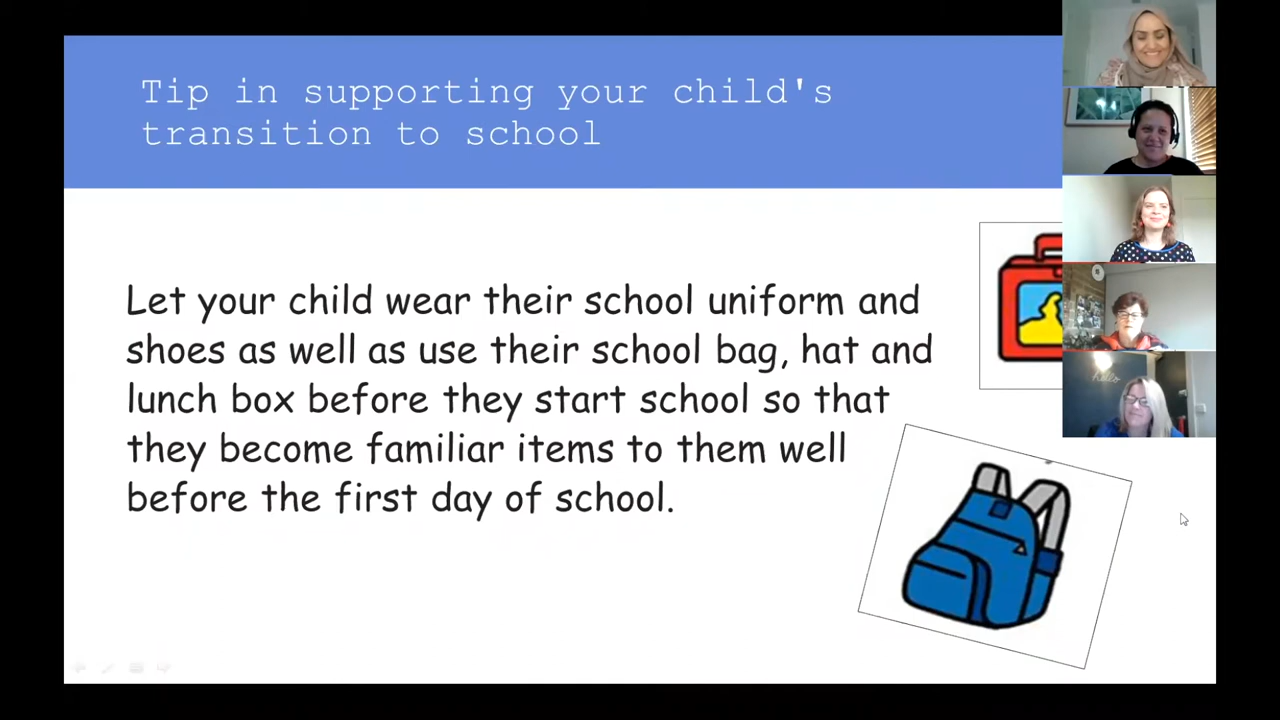 Tip in supporting your child's
transition to school
Let your child wear their school uniform and
shoes as well as use their school bag, hat and
lunch box before they start school so that
they become familiar items to them well
before the first day of school.
hello